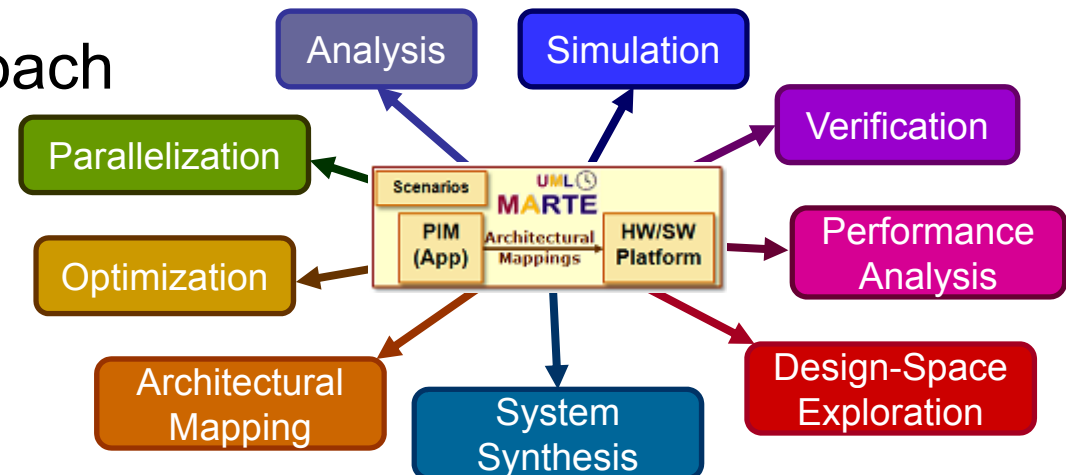 oach
Analysis
Simulation
Parallelization
Verification
Scenarios
UML
MARTE
PIM
(App)
Architectural
Mappings
HW/SW
Platform
Optimization
Performance
Analysis
Architectural
Mapping
System
Synthesis
Design-Space
Exploration